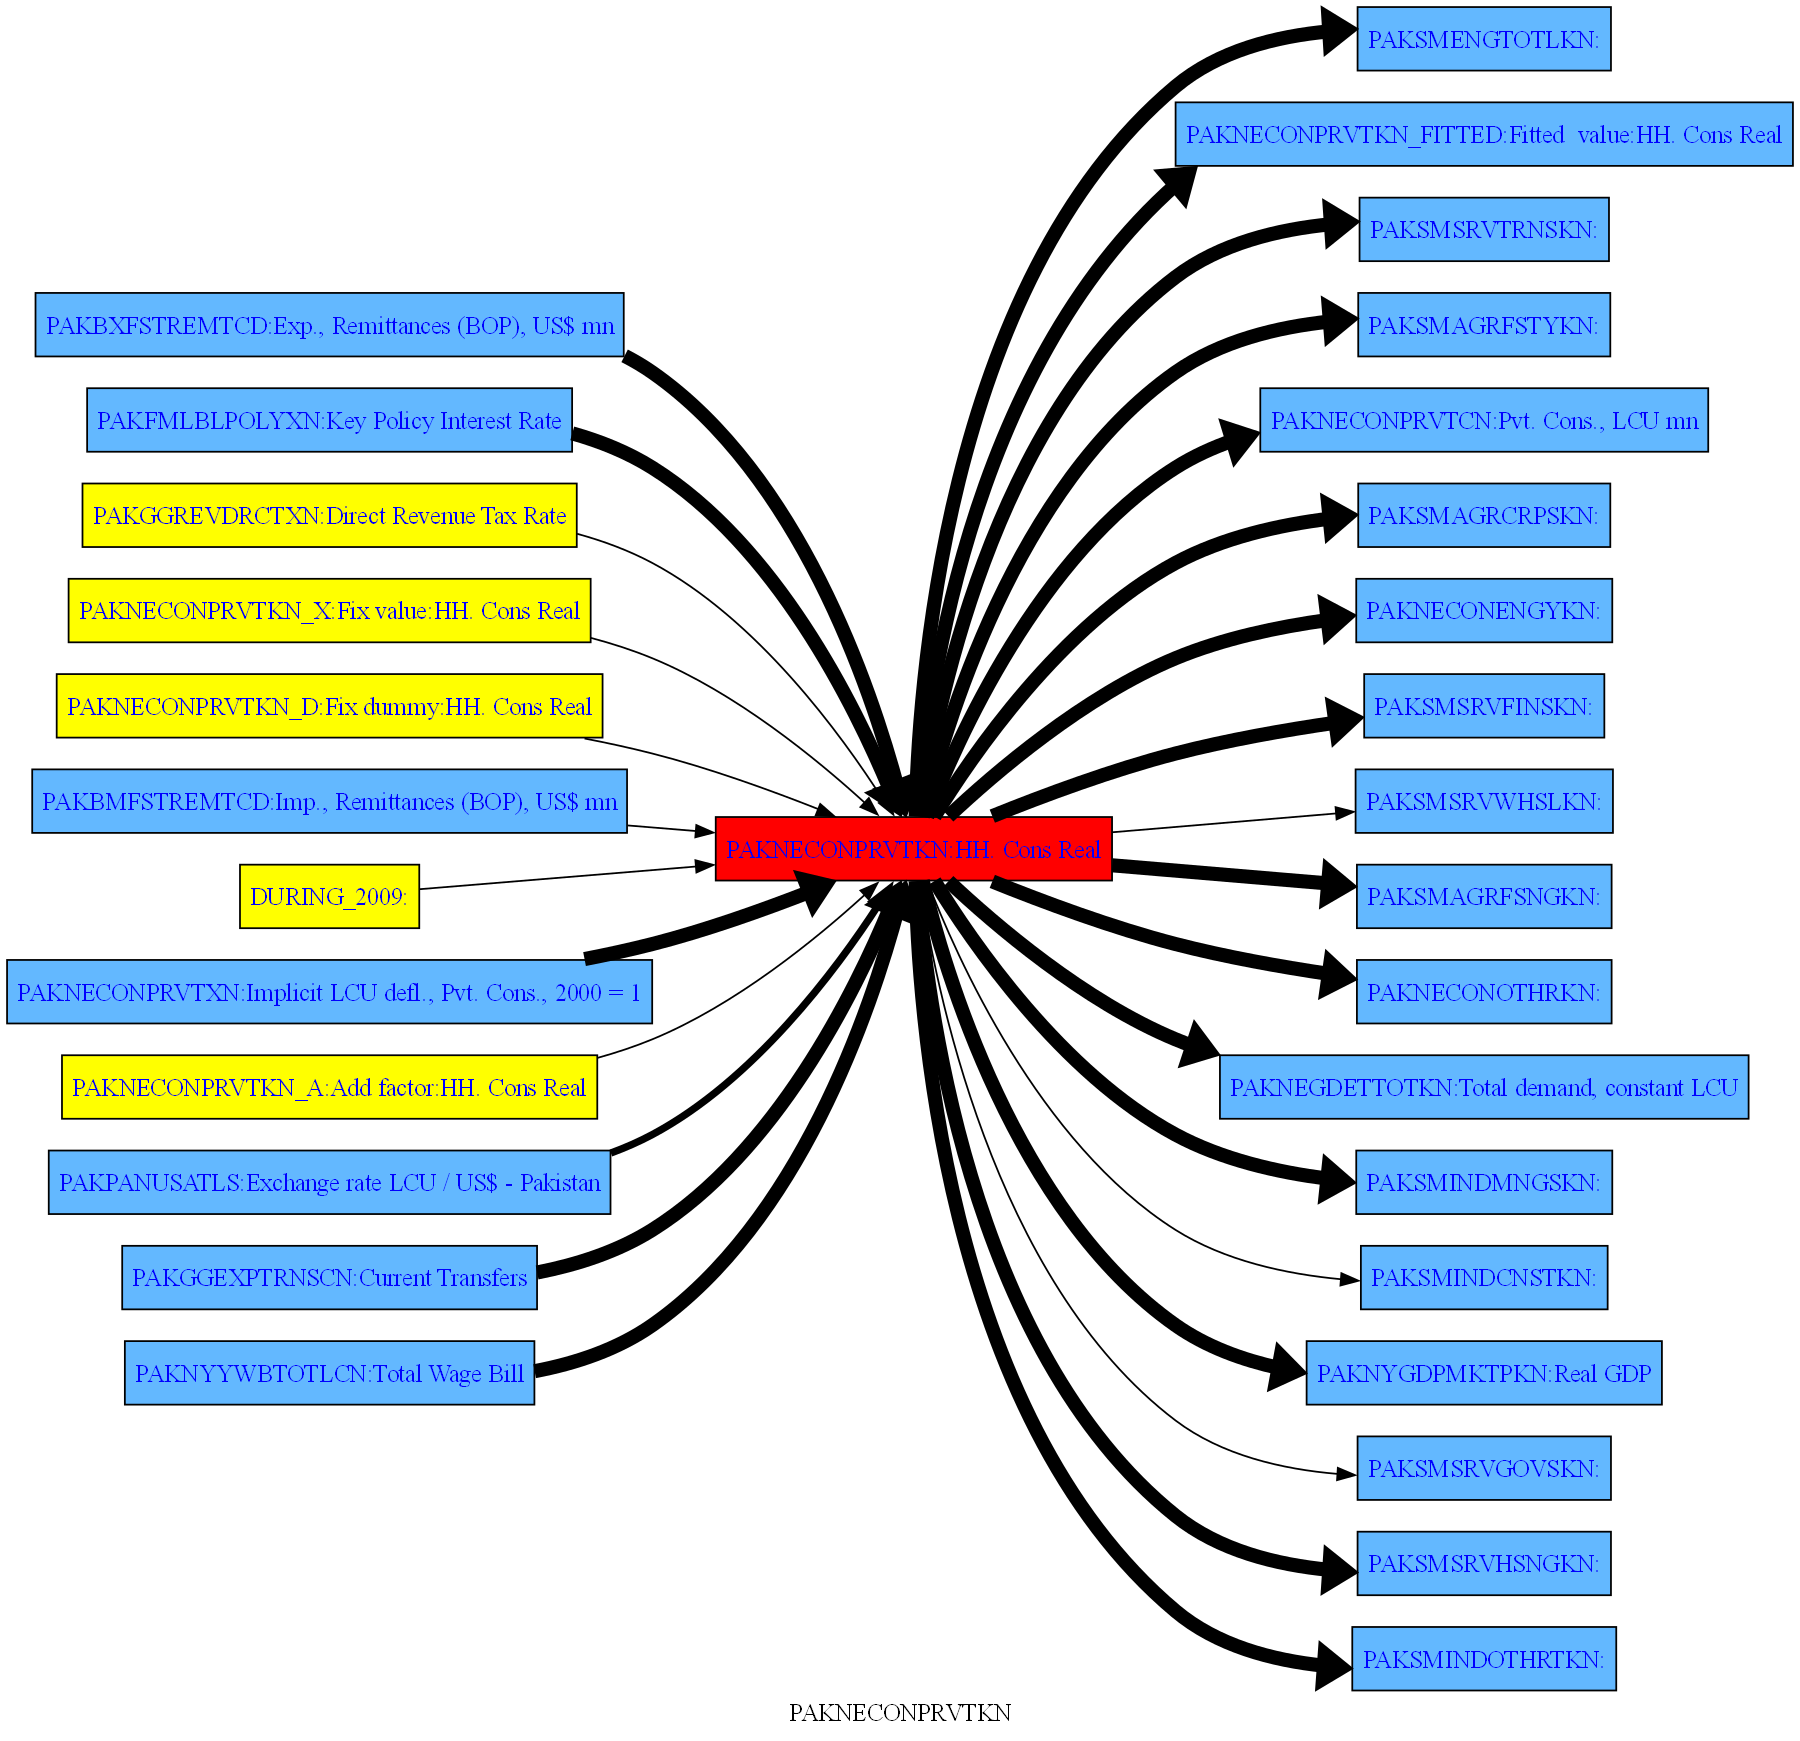 PAKSMENGTOTLKN:
PAKNECONPRVTKN_FITTED:Fitted  value:HH. Cons Real
PAKSMSRVTRNSKN:
PAKBXFSTREMTCD:Exp., Remittances (BOP), US$ mn
PAKSMAGRFSTYKN:
PAKFMLBLPOLYXN:Key Policy Interest Rate
PAKNECONPRVTCN:Pvt. Cons., LCU mn
PAKGGREVDRCTXN:Direct Revenue Tax Rate
PAKSMAGRCRPSKN:
PAKNECONPRVTKN_X:Fix value:HH. Cons Real
PAKNECONENGYKN:
PAKNECONPRVTKN_D:Fix dummy:HH. Cons Real
PAKSMSRVFINSKN:
PAKBMFSTREMTCD:Imp., Remittances (BOP), US$ mn
PAKSMSRVWHSLKN:
PAKNECONPRVTKN:HH. Cons Real
DURING_2009:
PAKSMAGRFSNGKN:
PAKNECONPRVTXN:Implicit LCU defl., Pvt. Cons., 2000 = 1
PAKNECONOTHRKN:
PAKNECONPRVTKN_A:Add factor:HH. Cons Real
PAKNEGDETTOTKN:Total demand, constant LCU
PAKPANUSATLS:Exchange rate LCU / US$ - Pakistan
PAKSMINDMNGSKN:
PAKGGEXPTRNSCN:Current Transfers
PAKSMINDCNSTKN:
PAKNYYWBTOTLCN:Total Wage Bill
PAKNYGDPMKTPKN:Real GDP
PAKSMSRVGOVSKN:
PAKSMSRVHSNGKN:
PAKSMINDOTHRTKN:
PAKNECONPRVTKN